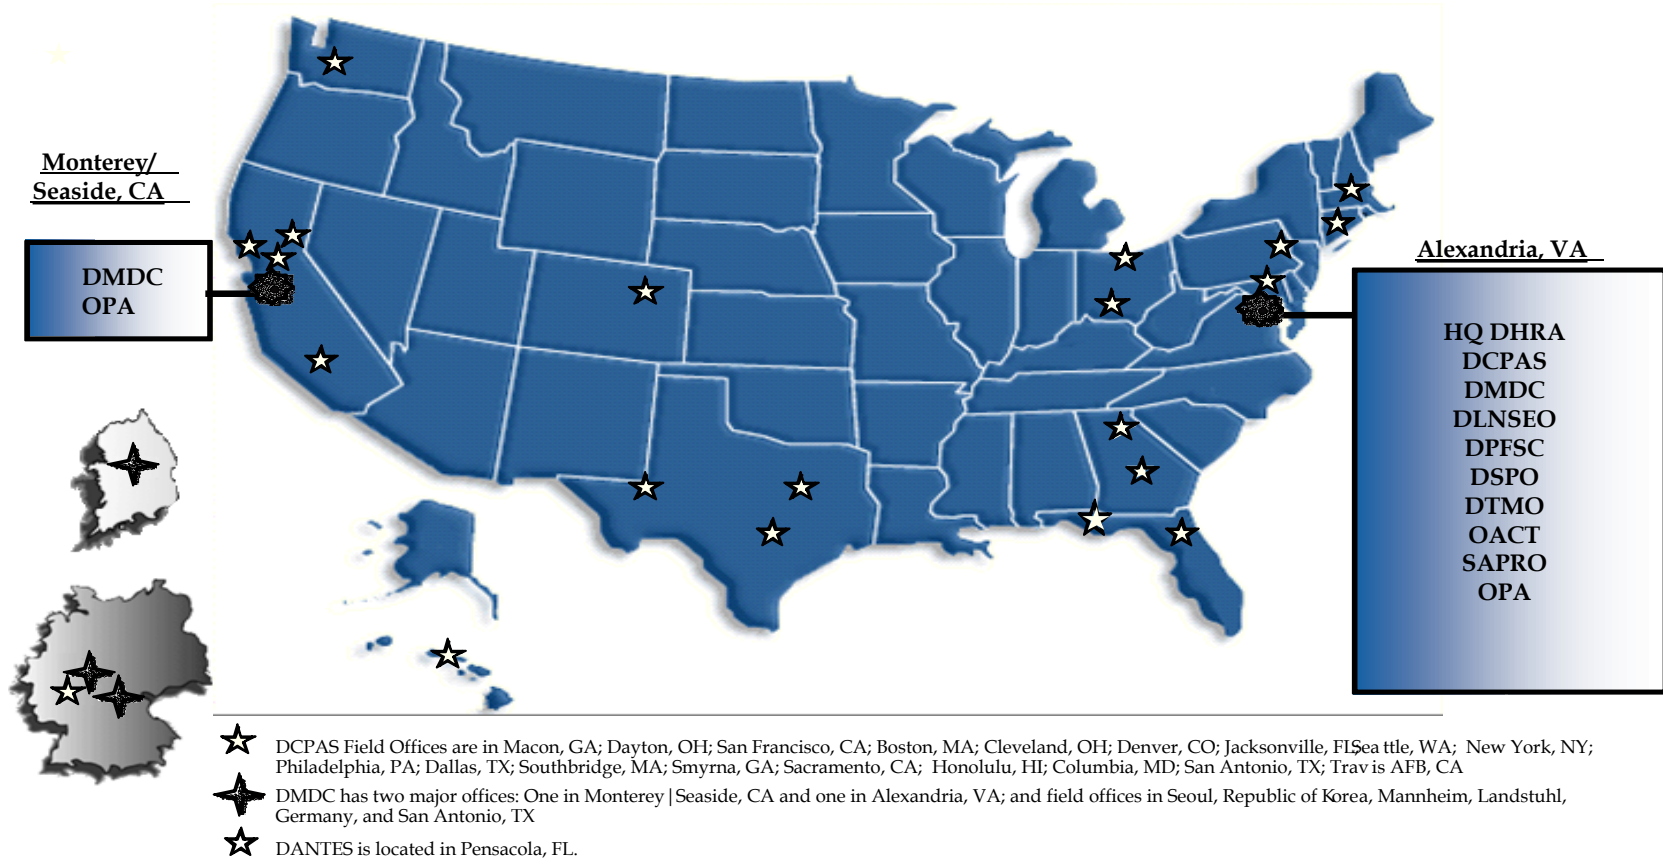 Monterey/
Seaside, CA
DMDC
OPA
Alexandria, VA
HQ DHRA
DCPAS
DMDC
DLNSEO
DPFSC
DSPO
DTMO
OACT
SAPRO
OPA
DCPAS Field Offices are in Macon, GA; Dayton, OH; San Francisco, CA; Boston, MA; Cleveland, OH; Denver, CO; Jacksonville, FL; Sea ttle, WA; New York, NY;
Philadelphia, PA; Dallas, TX; Southbridge, MA; Smyrna, GA; Sacramento, CA; Honolulu, HI; Columbia, MD; San Antonio, TX; Trav is AFB, CA
DMDC has two major offices: One in Monterey|Seaside, CA and one in Alexandria, VA; and field offices in Seoul, Republic of Korea, Mannheim, Landstuhl,
Germany, and San Antonio, TX
DANTES is located in Pensacola, FL.